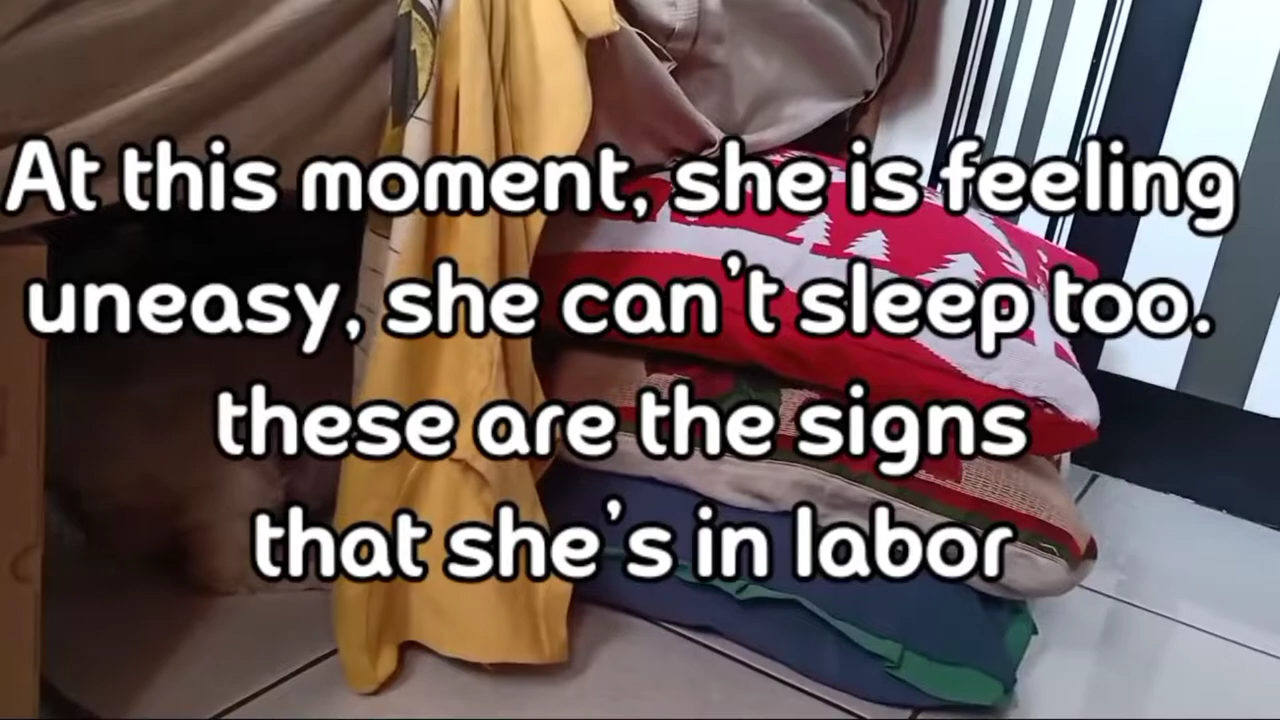 At this moment, she is feeling
uneasy, she can't sleep too.
these are the signs
that she's in labor